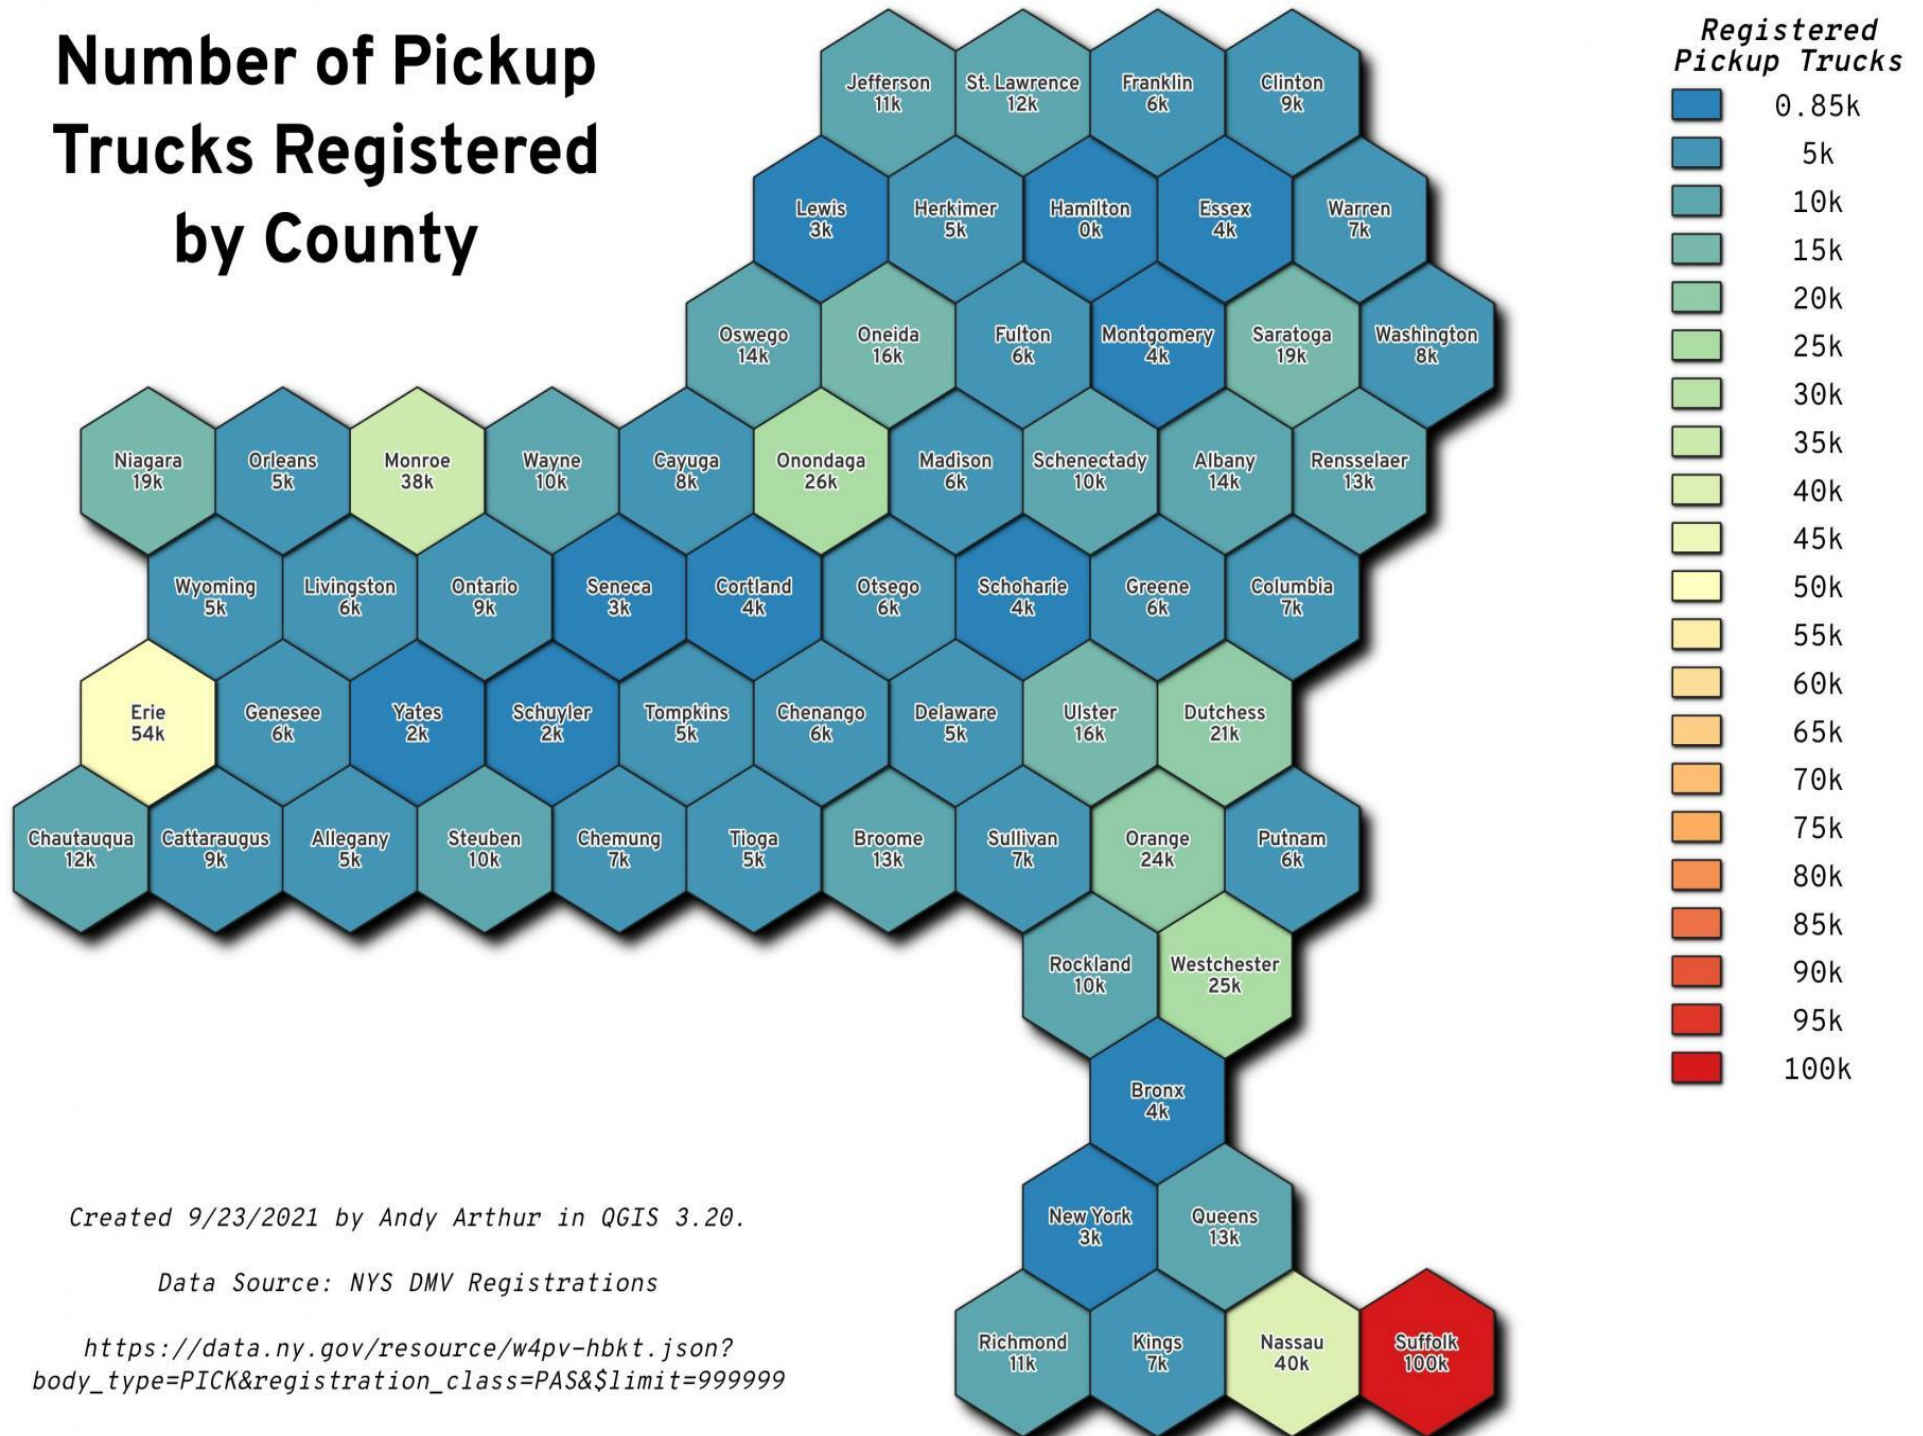 Number of Pickup
Trucks Registered
by County
Registered
Pickup Trucks
0.85k
5k
10k
15k
20k
25k
30k
35k
40k
45k
50k
55k
60k
65k
70k
75k
80k
85k
90k
95k
100k
Jefferson
11k
St. Lawrence
12k
Franklin
6k
Clinton
9k
Lewis
3k
Herkimer
5k
Hamilton
0k
Essex
4k
Warren
7k
Oswego
14k
Oneida
16k
Fulton
6k
Montgomery
4k
Saratoga
19k
Washington
8k
Niagara
19k
Orleans
5k
Monroe
38k
Wayne
10k
Cayuga
8k
Onondaga
26k
Madison
6k
Schenectady
10k
Albany
14k
Rensselaer
13k
Wyoming
5k
Livingston
6k
Ontario
9k
Seneca
3k
Cortland
4k
Otsego
6k
Schoharie
4k
Greene
6k
Columbia
7k
Erie
54k
Genesee
6k
Yates
2k
Schuyler
2k
Tompkins
5k
Chenango
6k
Delaware
5k
Ulster
16k
Dutchess
21k
Chautauqua
12k
Cattaraugus
9k
Allegany
5k
Steuben
10k
Chemung
7k
Tioga
5k
Broome
13k
Sullivan
7k
Orange
24k
Putnam
6k
Rockland
10k
Westchester
25k
Bronx
4k
New York
3k
Queens
13k
Richmond
11k
Kings
7k
Nassau
40k
Suffolk
100k
Created 9/23/2021 by Andy Arthur in QGIS 3.20.
Data Source: NYS DMV Registrations
https://data.ny.gov/resource/w4pv-hbkt.json?
body_type=PICK&registration_class=PAS&$limit=999999